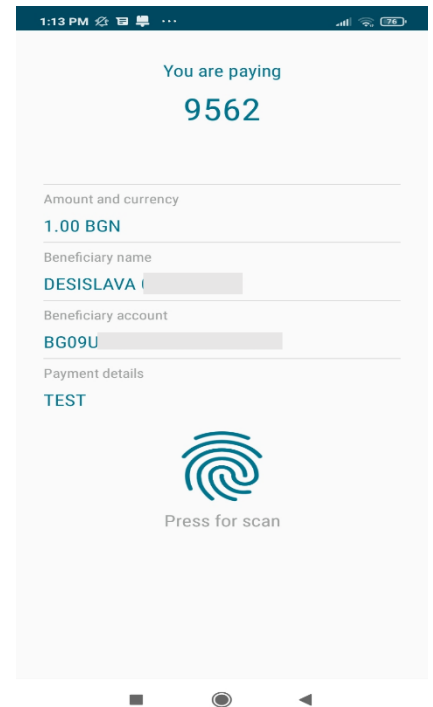 1:13 PM
76
You are paying
9562
Amount and currency
1.00 BGN
Beneficiary name
DESISLAVA
Beneficiary account
BG09U
Payment details
TEST
Press for scan